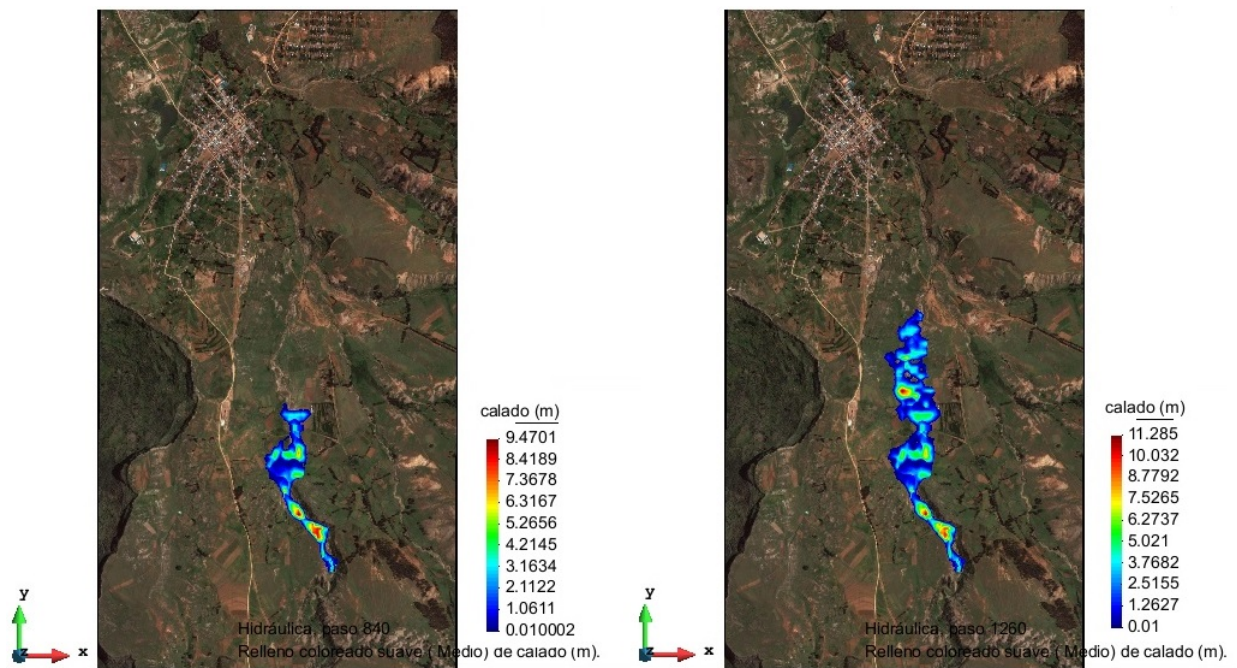 calado (m)
9.4701
8.4189
7.3678
6.3167
5.2656
4.2145
3.1634
2.1122
1.0611
0.010002
y
z
x
Hidráulica, paso 840
Relleno coloreado suave ( Medio) de calado (m).
calado (m)
11.285
10.032
8.7792
7.5265
6.2737
5.021
3.7682
2.5155
1.2627
0.01
y
z
x
Hidráulica, paso 1260
Relleno coloreado suave ( Medio) de calado (m).